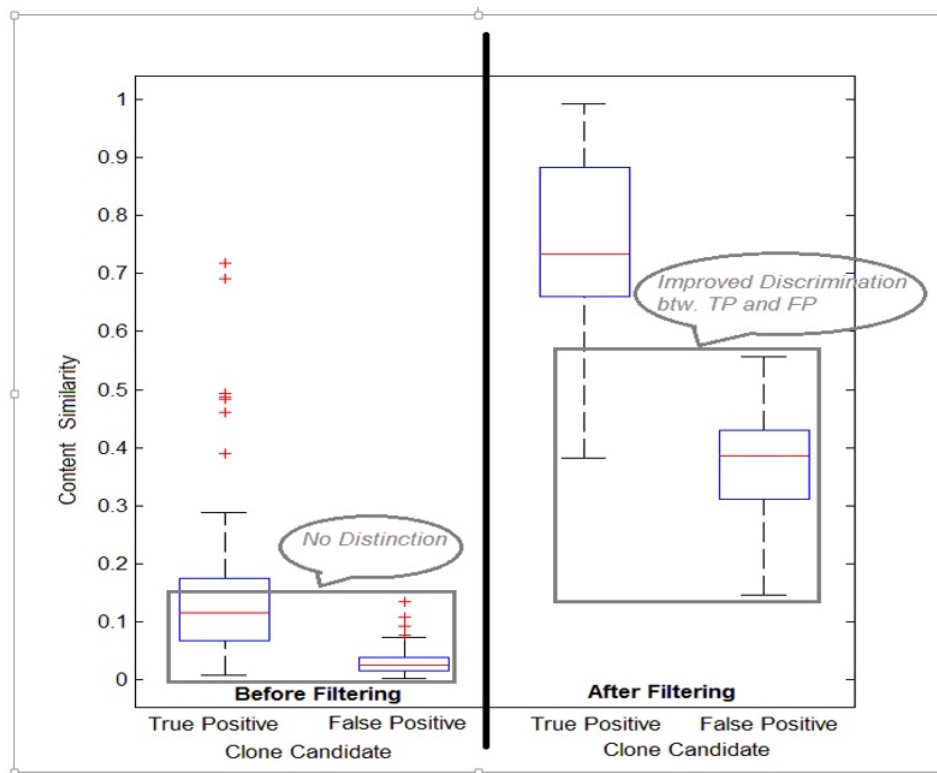 1
0.9
0.8
0.7
0.6
0.5
0.4
0.3
0.2
0.1
0
Content Similarity
Improved Discrimination
btw. TP and FP
No Distinction
Before Filtering
After Filtering
True Positive
False Positive
True Positive
False Positive
Clone Candidate
Clone Candidate